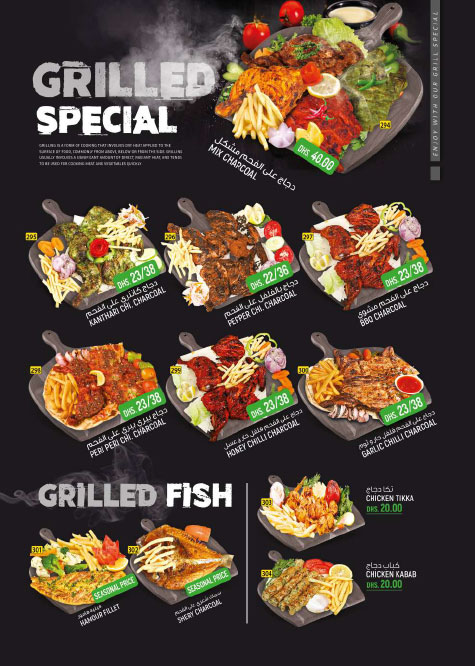 GRILLED
SPECIAL
GRILLING IS A FORM OF COOKING THAT INVOLVES DRY HEAT APPLIED TO THE
SURFACE OF FOOD, COMMONLY FROM ABOVE, BELOW OR FROM THE SIDE. GRILLING
USUALLY INVOLVES A SIGNIFICANT AMOUNT OF DIRECT, RADIANT HEAT, AND TENDS
TO BE USED FOR COOKING MEAT AND VEGETABLES QUICKLY
ENJOY WITH OUR GRILL SPECIAL
294
DHS. 40.00
دجاج على الفحم مشكل
MIX CHARCOAL
295
DHS. 23/38
دجاج كانثاري على الفحم
KANTHARI CHI. CHARCOAL
296
DHS. 22/36
دجاج بالفلفل على الفحم
PEPPER CHI. CHARCOAL
297
DHS. 23/38
دجاج على الفحم مشوي
BBQ CHARCOAL
298
DHS. 23/38
دجاج بيري بيري على الفحم
PERI PERI CHI. CHARCOAL
299
DHS. 23/38
دجاج على الفحم فلفل حار و عسل
HONEY CHILLI CHARCOAL
300
DHS. 23/38
دجاج على الفحم فلفل حار و ثوم
GARLIC CHILLI CHARCOAL
GRILLED FISH
301
SEASONAL PRICE
فيليه هامور
HAMOUR FILLET
302
SEASONAL PRICE
سمك شعري على الفحم
SHERY CHARCOAL
303
تكا دجاج
CHICKEN TIKKA
DHS. 20.00
304
كباب دجاج
CHICKEN KABAB
DHS. 20.00